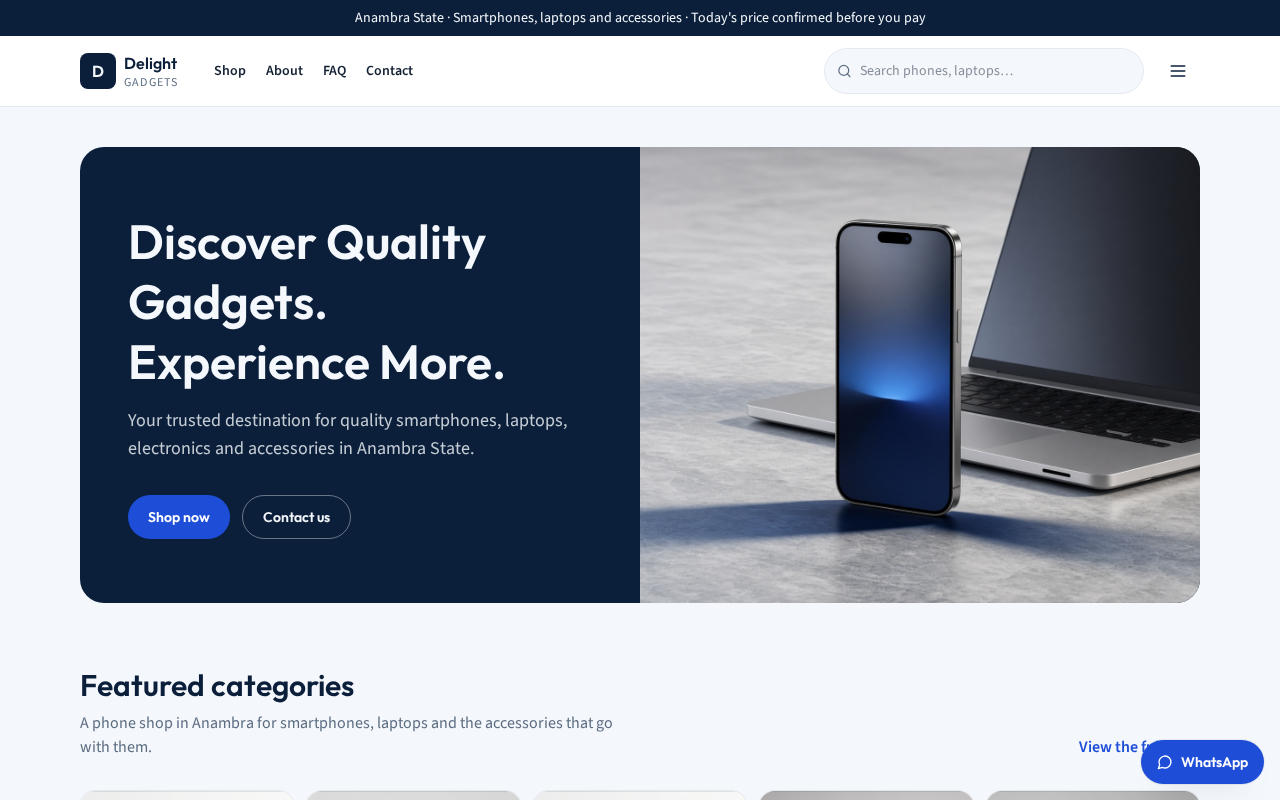 Anambra State · Smartphones, laptops and accessories · Today's price confirmed before you pay
D
Delight
GADGETS
Shop
About
FAQ
Contact
Search phones, laptops…
Discover Quality
Gadgets.
Experience More.
Your trusted destination for quality smartphones, laptops,
electronics and accessories in Anambra State.
Shop now
Contact us
Featured categories
A phone shop in Anambra for smartphones, laptops and the accessories that go
with them.
View the
WhatsApp